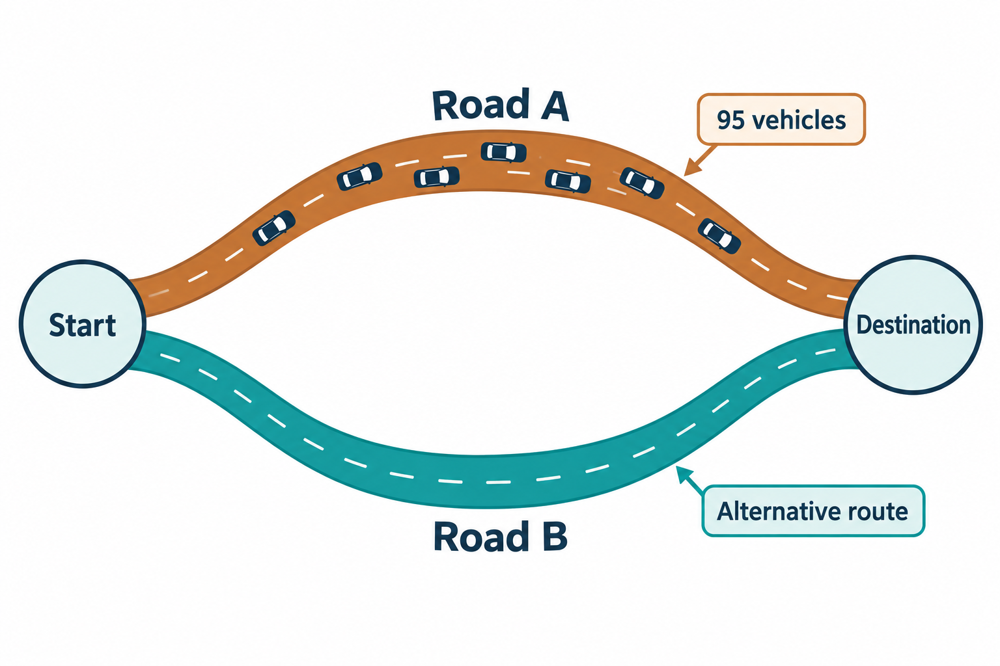 Road A
95 vehicles
Start
Destination
Alternative route
Road B